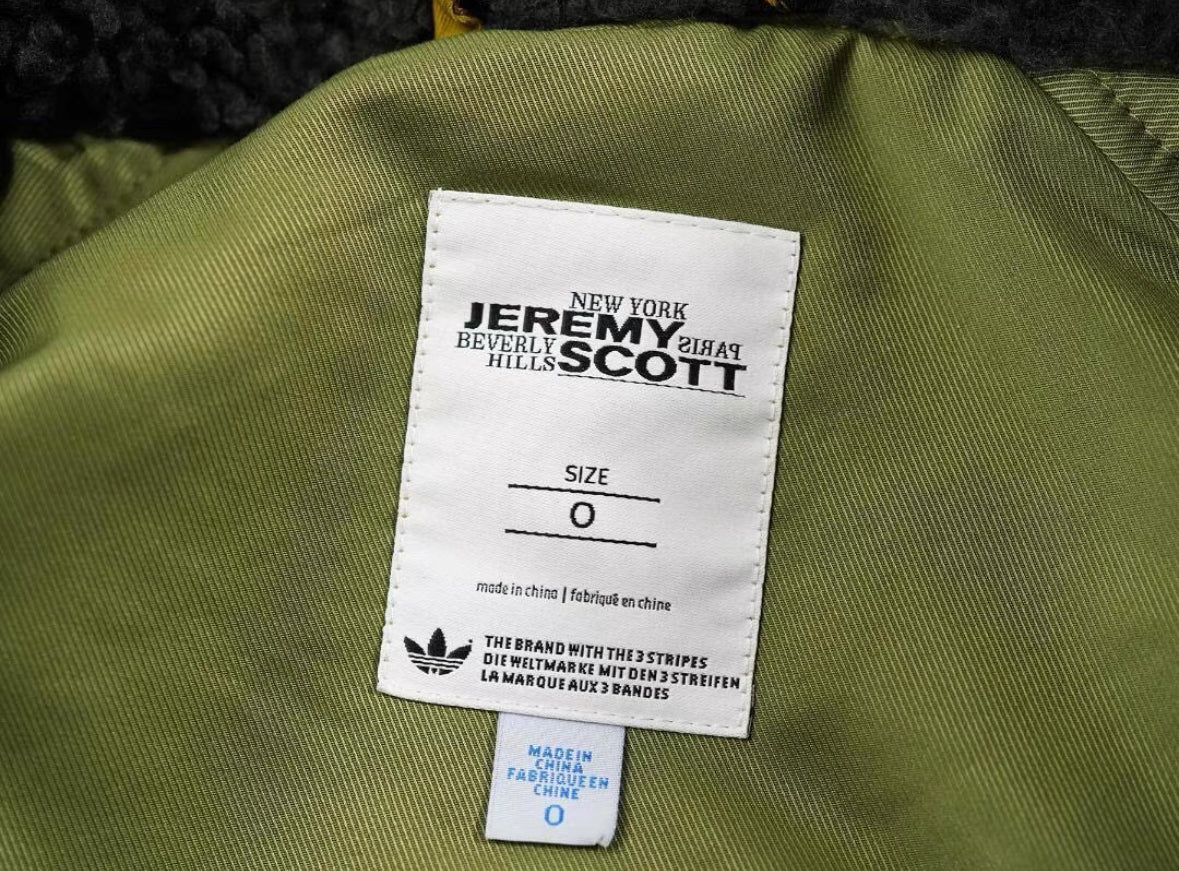 NEW YORK
JEREMY
PARIS
BEVERLY
HILLS
SCOTT
SIZE
O
made in china | fabriqué en chine
THE BRAND WITH THE 3 STRIPES
DIE WELTMARKE MIT DEN 3 STREIFEN
LA MARQUE AUX 3 BANDES
MADE IN
CHINA
FABRIQUE EN
CHINE
O